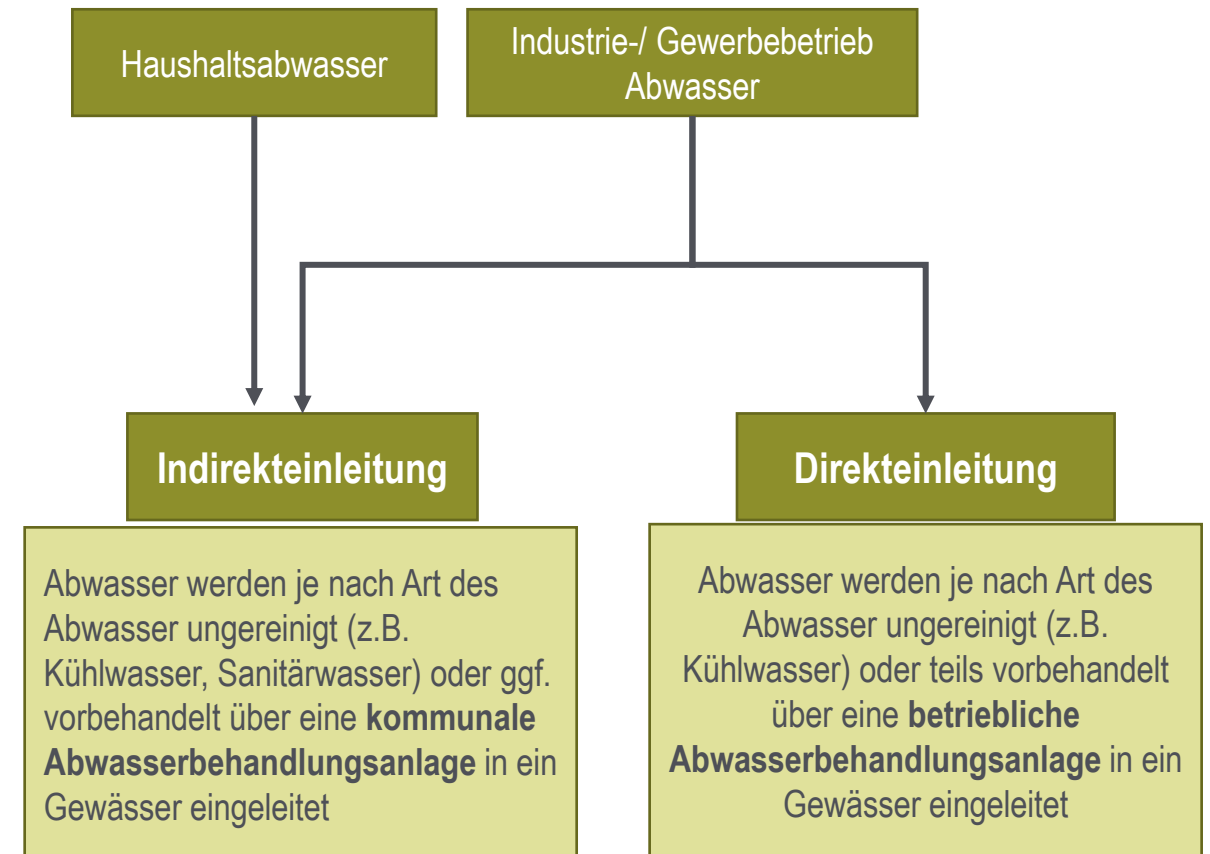 Haushaltsabwasser
Industrie-/ Gewerbebetrieb
Abwasser
Indirekteinleitung
Abwasser werden je nach Art des
Abwasser ungereinigt (z.B.
Kühlwasser, Sanitärwasser) oder ggf.
vorbehandelt über eine kommunale
Abwasserbehandlungsanlage in ein
Gewässer eingeleitet
Direkteinleitung
Abwasser werden je nach Art des
Abwasser ungereinigt (z.B.
Kühlwasser) oder teils vorbehandelt
über eine betriebliche
Abwasserbehandlungsanlage in ein
Gewässer eingeleitet